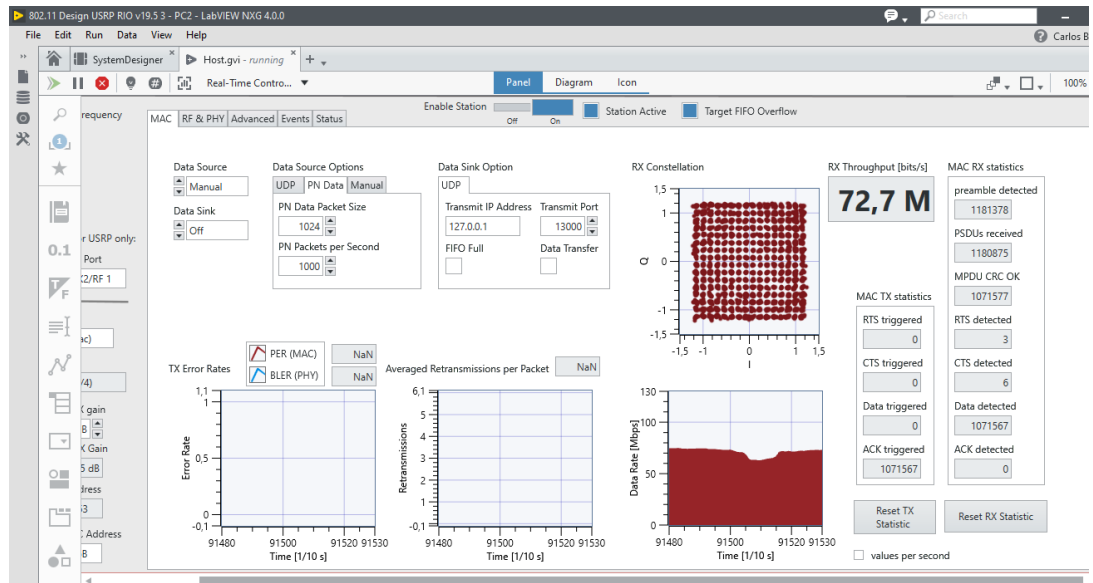 802.11 Design USRP RIO v19.5 3 - PC2 - LabVIEW NXG 4.0.0
Search
File Edit Run Data View Help
Carlos B
SystemDesigner
Host.gvi - running
Real-Time Contro...
Panel Diagram Icon
100%
requency
MAC RF & PHY Advanced Events Status
Enable Station
Off On
Station Active
Target FIFO Overflow
Data Source
Manual
Data Sink
Off
Data Source Options
UDP PN Data Manual
PN Data Packet Size
1024
PN Packets per Second
1000
Data Sink Option
UDP
Transmit IP Address Transmit Port
127.0.0.1 13000
FIFO Full Data Transfer
RX Constellation
1,5
1
Q 0
-1
-1,5
-1,5 -1 0 1 1,5
I
RX Throughput [bits/s]
72,7 M
MAC RX statistics
preamble detected
1181378
PSDUs received
1180875
MPDU CRC OK
1071577
RTS detected
3
CTS detected
6
Data detected
1071567
ACK detected
0
MAC TX statistics
RTS triggered
0
CTS triggered
0
Data triggered
0
ACK triggered
1071567
Reset TX
Statistic
Reset RX Statistic
values per second
r USRP only:
Port
2/RF 1
ac)
/4)
X gain
B
X Gain
5 dB
dress
3
C Address
B
0.1
T F
1
TX Error Rates
PER (MAC) NaN
BLER (PHY) NaN
1,1
1
0,5
0
-0,1
Error Rate
91480 91500 91520 91530
Time [1/10 s]
Averaged Retransmissions per Packet NaN
6,1
5
4
3
2
1
-0,1
Retransmissions
91480 91500 91520 91530
Time [1/10 s]
130
100
50
0
Data Rate [Mbps]
91480 91500 91520 91530
Time [1/10 s]